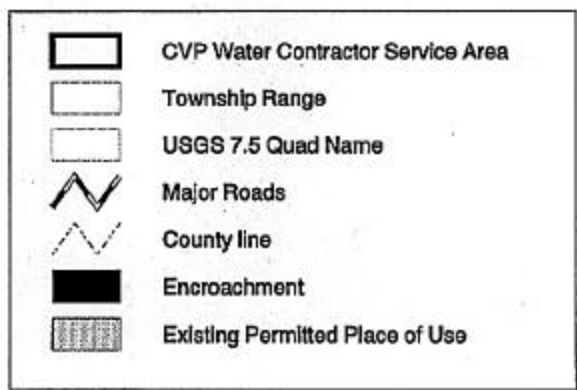 CVP Water Contractor Service Area
Township Range
USGS 7.5 Quad Name
Major Roads
County line
Encroachment
Existing Permitted Place of Use